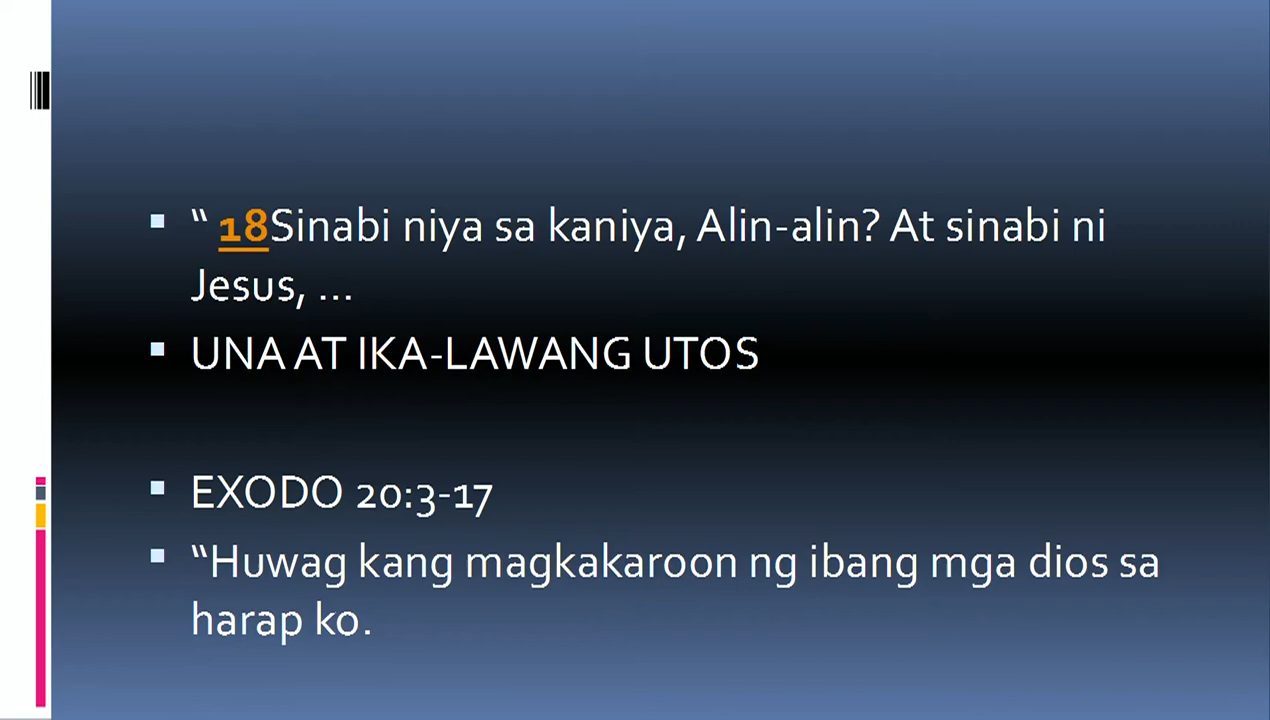 “ 18Sinabi niya sa kaniya, Alin-alin? At sinabi ni
Jesus, ...
UNA AT IKA-LAWANG UTOS
EXODO 20:3-17
“Huwag kang magkakaroon ng ibang mga dios sa
harap ko.